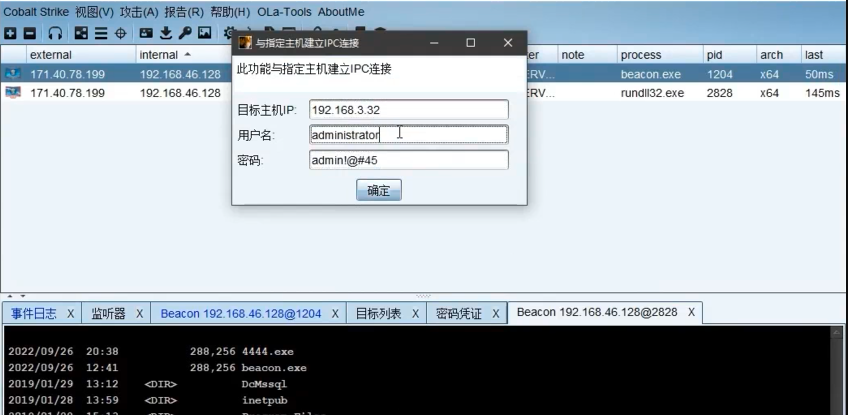 Cobalt Strike 视图(V) 攻击(A) 报告(R) 帮助(H) OLa-Tools AboutMe
与指定主机建立IPC连接
external internal note process pid arch last
此功能与指定主机建立IPC连接
171.40.78.199 192.168.46.128 ERV... beacon.exe 1204 x64 50ms
171.40.78.199 192.168.46.128 ERV... rundll32.exe 2828 x64 145ms
目标主机IP: 192.168.3.32
用户名: administrator
密码: admin!@#45
确定
事件日志 X 监听器 X Beacon 192.168.46.128@1204 X 目标列表 X 密码凭证 X Beacon 192.168.46.128@2828 X
2022/09/26 20:38 288,256 4444.exe
2022/09/26 12:41 288,256 beacon.exe
2019/01/29 13:12 <DIR> DcMssql
2019/01/28 13:59 <DIR> inetpub